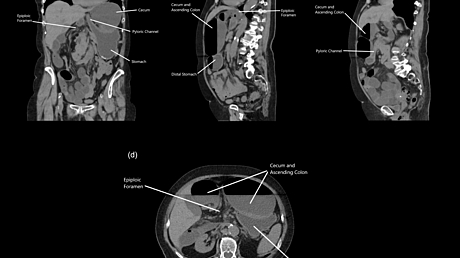 Epiploic
Foramen
Cecum
Pyloric Channel
Stomach
Cecum and
Ascending Colon
Epiploic
Foramen
Distal Stomach
Cecum and
Ascending Colon
Pyloric Channel
(d)
Cecum and
Ascending Colon
Epiploic
Foramen